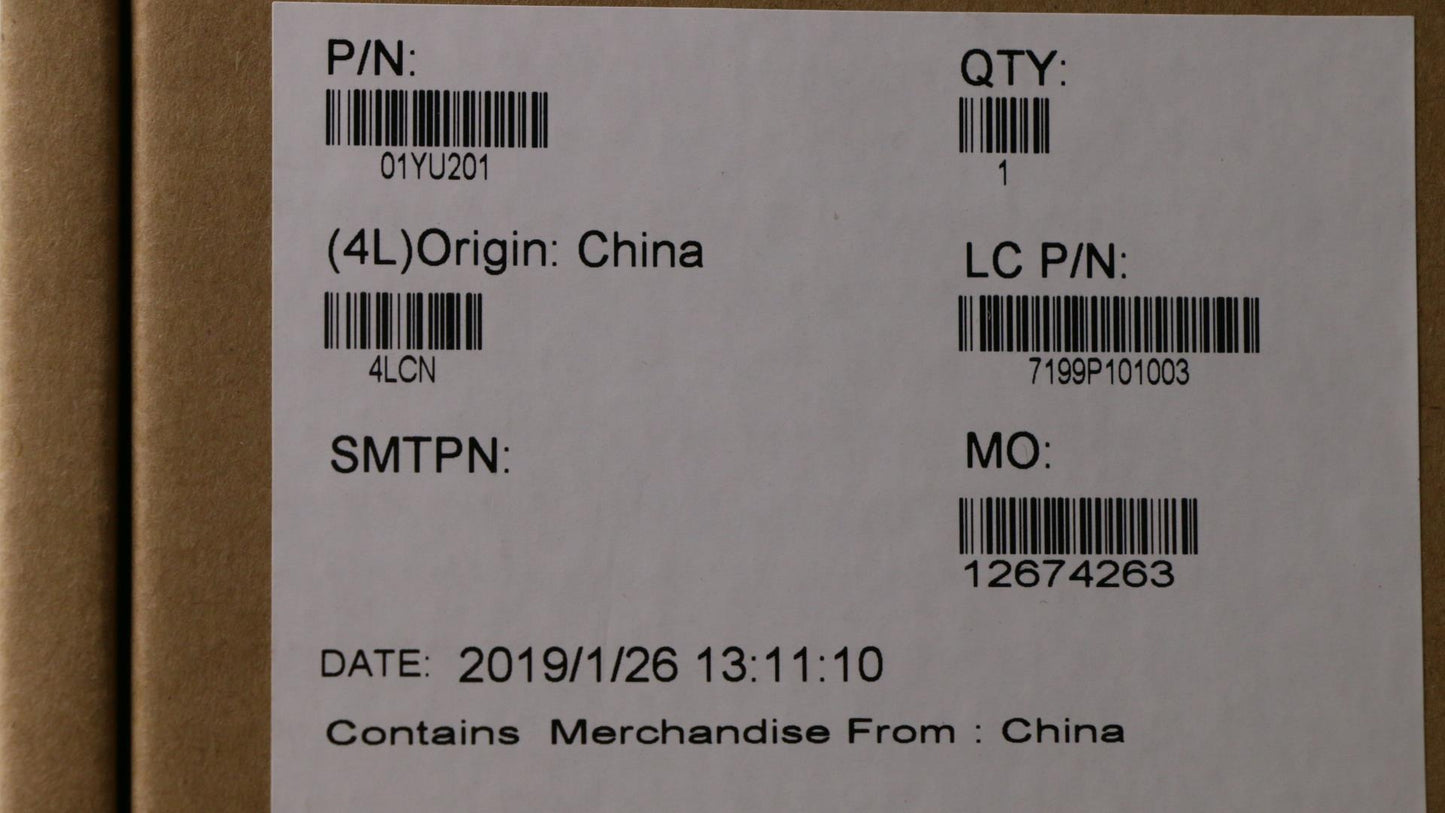 P/N:
QTY:
01YU201
1
(4L)Origin: China
LC P/N:
4LCN
7199P101003
SMTPN:
MO:
12674263
DATE: 2019/1/26 13:11:10
Contains Merchandise From : China